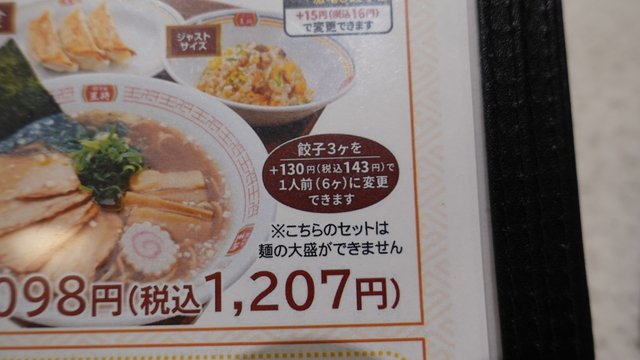 +15円(税込16円)
で変更できます
ジャスト
サイズ
王将
餃子3ヶを
+130円(税込143円)で
1人前(6ヶ)に変更
できます
※こちらのセットは
麺の大盛ができません
098円(税込1,207円)